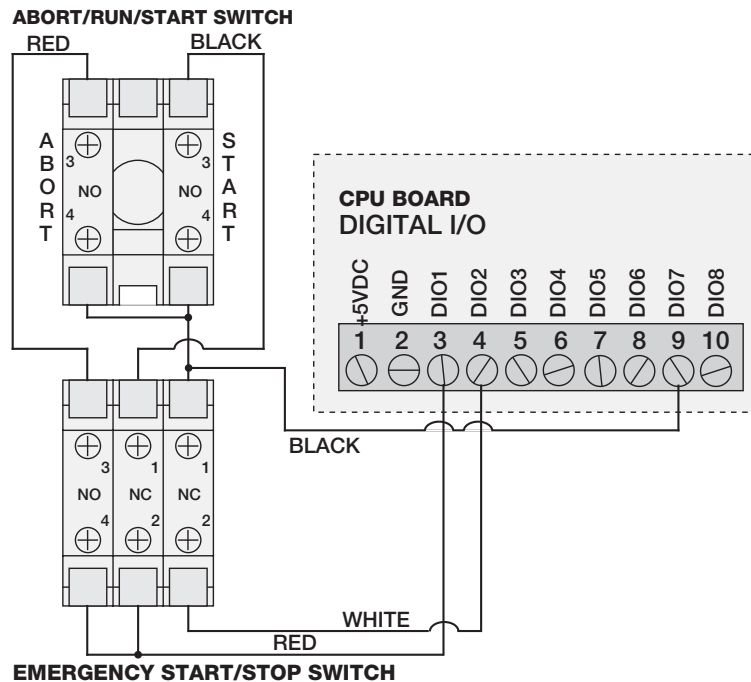 ABORT/RUN/START SWITCH
RED
BLACK
ABORT
3
NO
4
START
3
NO
4
CPU BOARD
DIGITAL I/O
+5VDC
GND
DIO1
DIO2
DIO3
DIO4
DIO5
DIO6
DIO7
DIO8
1 2 3 4 5 6 7 8 9 10
BLACK
3 1 1
NO NC NC
4 2 2
WHITE
RED
EMERGENCY START/STOP SWITCH